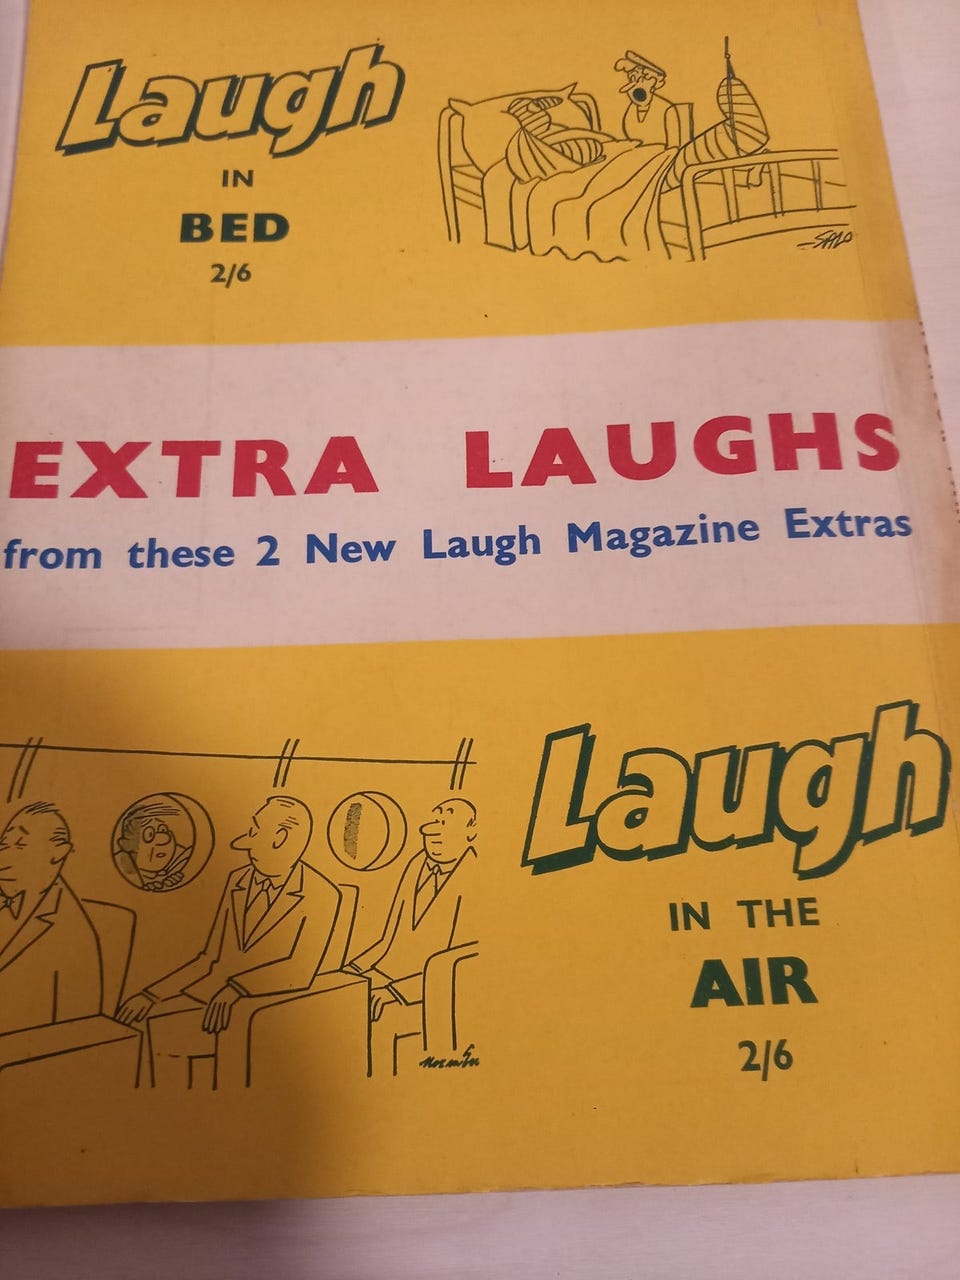 Laugh
IN
BED
2/6
SALO
EXTRA LAUGHS
from these 2 New Laugh Magazine Extras
Laugh
IN THE
AIR
2/6